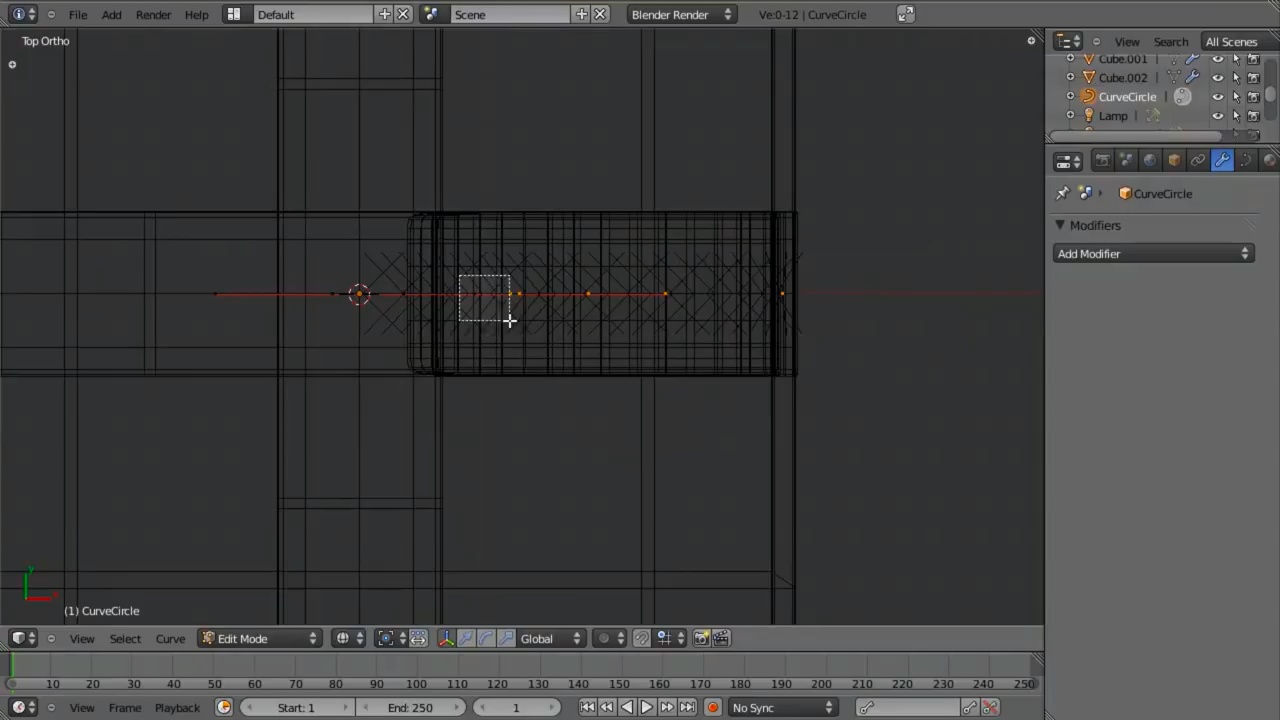 File Add Render Help Default Scene Blender Render Ve:0-12 | CurveCircle
Top Ortho
View Search All Scenes
Cube.001
Cube.002
CurveCircle
Lamp
CurveCircle
Modifiers
Add Modifier
y
x
(1) CurveCircle
View Select Curve Edit Mode Global
10 20 30 40 50 60 70 80 90 100 110 120 130 140 150 160 170 180 190 200 210 220 230 240 250
View Frame Playback Start: 1 End: 250 1 No Sync